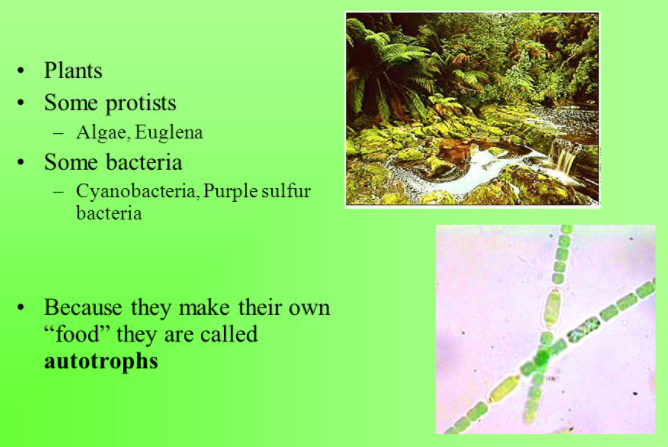 • Plants
• Some protists
– Algae, Euglena
• Some bacteria
– Cyanobacteria, Purple sulfur
bacteria
• Because they make their own
“food” they are called
autotrophs